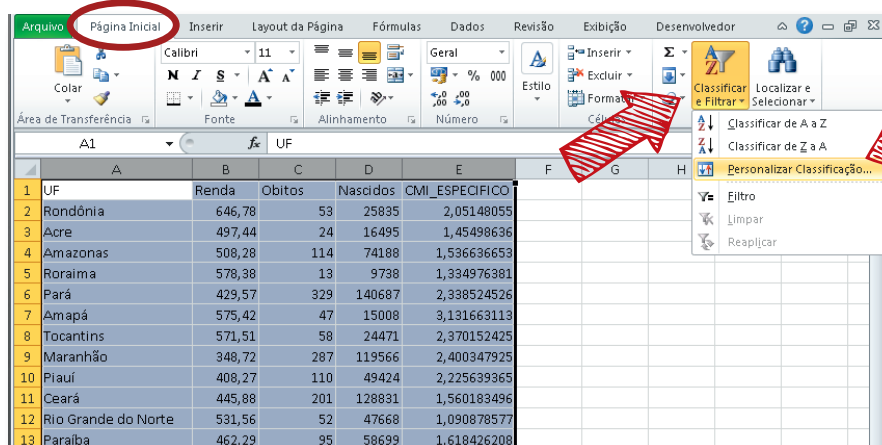 Arquivo Página Inicial Inserir Layout da Página Fórmulas Dados Revisão Exibição Desenvolvedor
Calibri 11 Geral Inserir Σ
Colar N I S A A % 000 Estilo Excluir Classificar e Filtrar Localizar e Selecionar
A ,00 ,0
Área de Transferência Fonte Alinhamento Número
Classificar de A a Z
A1 fx UF
Classificar de Z a A
A B C D E F G H
Personalizar Classificação...
1 UF Renda Obitos Nascidos CMI_ESPECIFICO
Filtro
2 Rondônia 646,78 53 25835 2,05148055
Limpar
3 Acre 497,44 24 16495 1,45498636
Reaplicar
4 Amazonas 508,28 114 74188 1,536636653
5 Roraima 578,38 13 9738 1,334976381
6 Pará 429,57 329 140687 2,338524526
7 Amapá 575,42 47 15008 3,131663113
8 Tocantins 571,51 58 24471 2,370152425
9 Maranhão 348,72 287 119566 2,400347925
10 Piauí 408,27 110 49424 2,225639365
11 Ceará 445,88 201 128831 1,560183496
12 Rio Grande do Norte 531,56 52 47668 1,090878577
13 Paraíba 462,29 95 58699 1,618426208